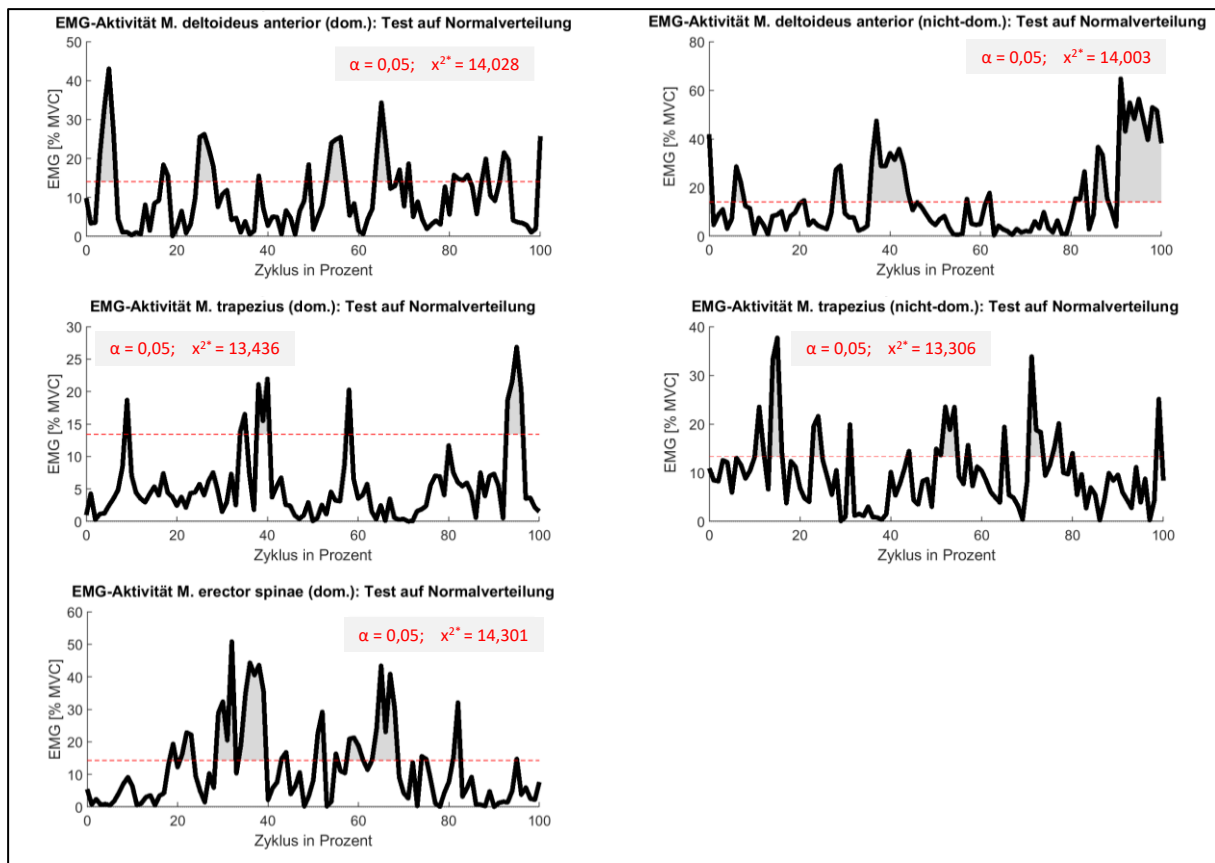 EMG-Aktivität M. deltoideus anterior (dom.): Test auf Normalverteilung
α = 0,05; x²* = 14,028
50
40
30
20
10
0
EMG [% MVC]
0 20 40 60 80 100
Zyklus in Prozent
EMG-Aktivität M. deltoideus anterior (nicht-dom.): Test auf Normalverteilung
α = 0,05; x²* = 14,003
80
60
40
20
0
EMG [% MVC]
0 20 40 60 80 100
Zyklus in Prozent
EMG-Aktivität M. trapezius (dom.): Test auf Normalverteilung
α = 0,05; x²* = 13,436
30
25
20
15
10
5
0
EMG [% MVC]
0 20 40 60 80 100
Zyklus in Prozent
EMG-Aktivität M. trapezius (nicht-dom.): Test auf Normalverteilung
α = 0,05; x²* = 13,306
40
30
20
10
0
EMG [% MVC]
0 20 40 60 80 100
Zyklus in Prozent
EMG-Aktivität M. erector spinae (dom.): Test auf Normalverteilung
α = 0,05; x²* = 14,301
60
50
40
30
20
10
0
EMG [% MVC]
0 20 40 60 80 100
Zyklus in Prozent